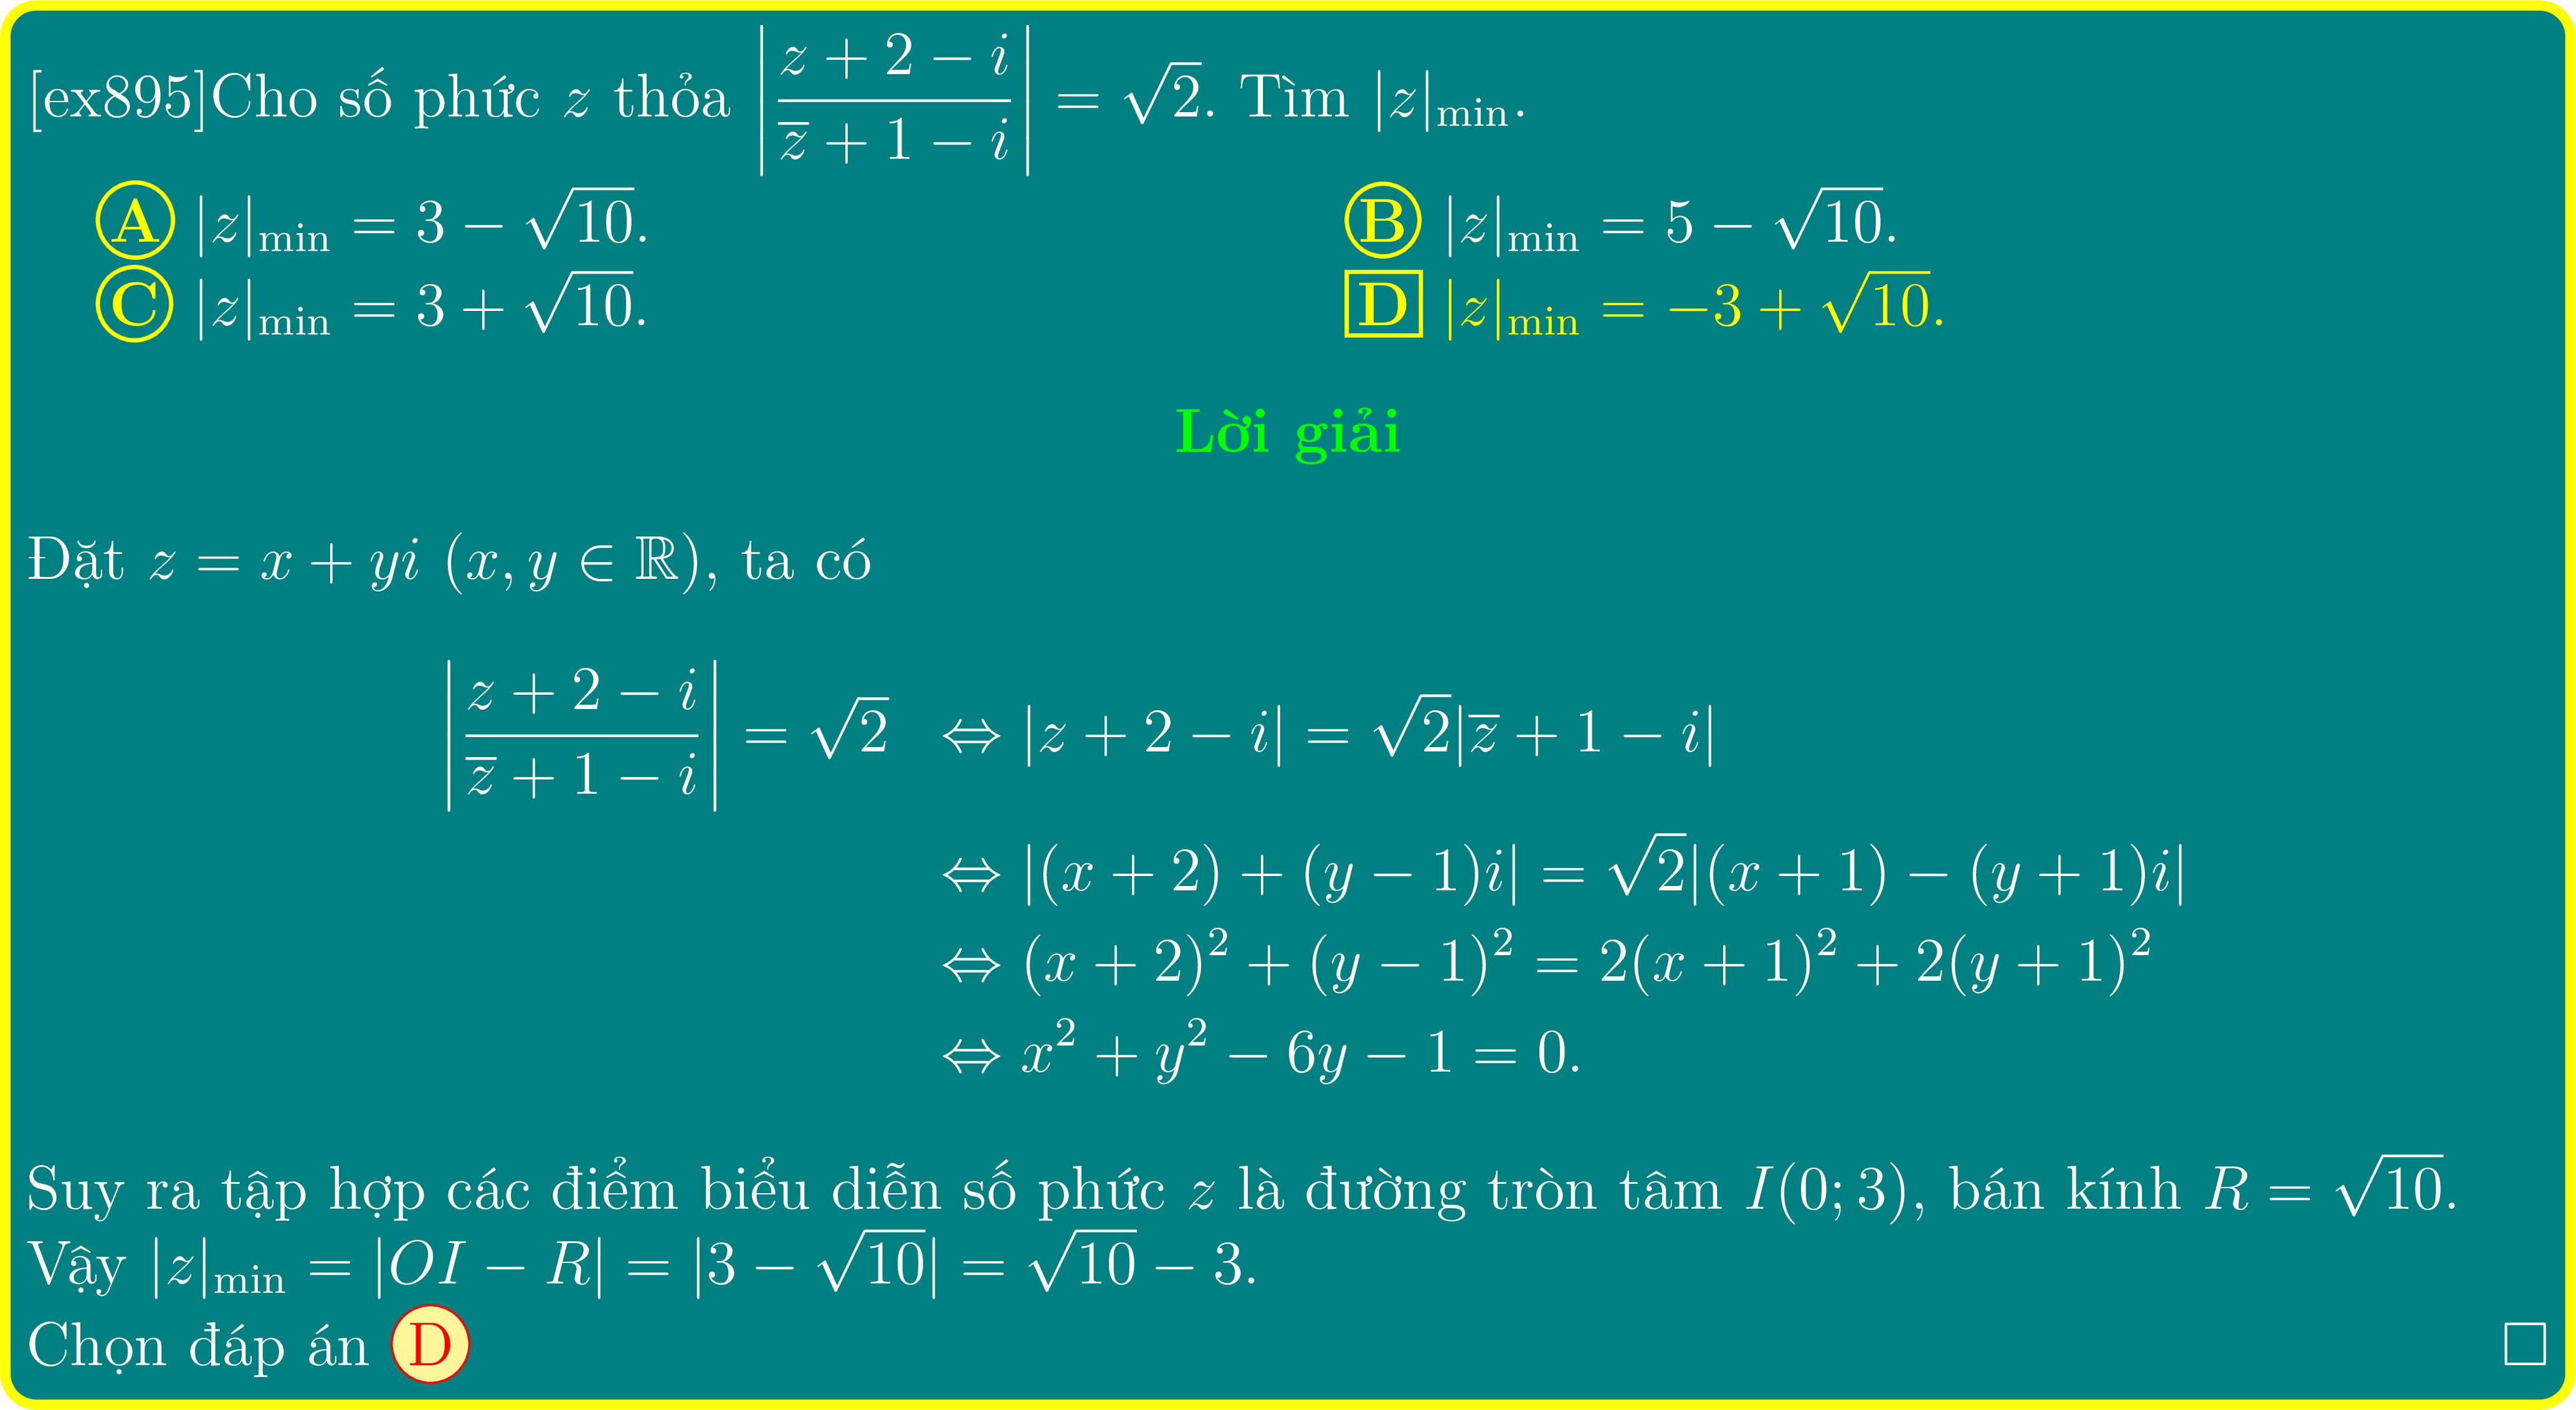 [ex895]Cho số phức $z$ thỏa $\left|\dfrac{z+2-i}{\overline{z}+1-i}\right| = \sqrt{2}$. Tìm $|z|_{\min}$.
Ⓐ $|z|_{\min} = 3 - \sqrt{10}$. Ⓑ $|z|_{\min} = 5 - \sqrt{10}$.
Ⓒ $|z|_{\min} = 3 + \sqrt{10}$. D $|z|_{\min} = -3 + \sqrt{10}$.
Lời giải
Đặt $z = x + yi$ $(x, y \in \mathbb{R})$, ta có
$\left|\dfrac{z+2-i}{\overline{z}+1-i}\right| = \sqrt{2} \Leftrightarrow |z+2-i| = \sqrt{2}|\overline{z}+1-i|$
$\Leftrightarrow |(x+2)+(y-1)i| = \sqrt{2}|(x+1)-(y+1)i|$
$\Leftrightarrow (x+2)^2+(y-1)^2 = 2(x+1)^2+2(y+1)^2$
$\Leftrightarrow x^2+y^2-6y-1 = 0.$
Suy ra tập hợp các điểm biểu diễn số phức $z$ là đường tròn tâm $I(0;3)$, bán kính $R = \sqrt{10}$.
Vậy $|z|_{\min} = |OI - R| = |3 - \sqrt{10}| = \sqrt{10} - 3$.
Chọn đáp án Ⓓ □